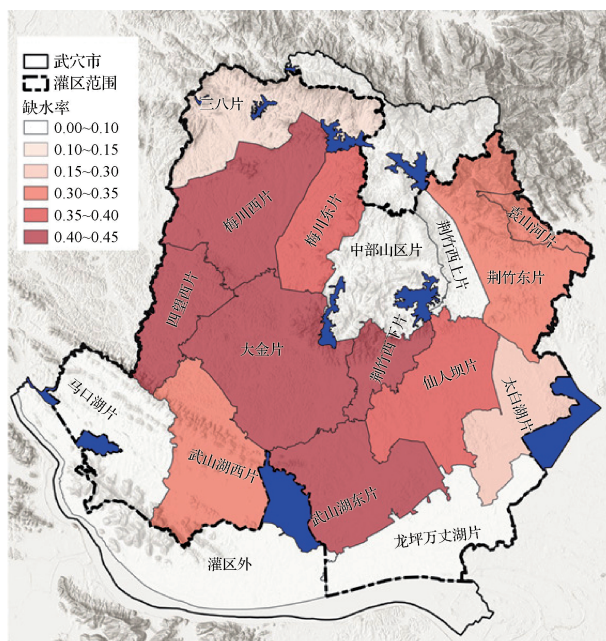 武穴市
灌区范围
缺水率
0.00~0.10
0.10~0.15
0.15~0.30
0.30~0.35
0.35~0.40
0.40~0.45
二八片
梅川西片
梅川东片
中部山区片
荆竹西上片
袁山河片
荆竹东片
四望西片
大金片
荆竹西下片
仙人坝片
太白湖片
马口湖片
武山湖西片
武山湖东片
龙坪万丈湖片
灌区外